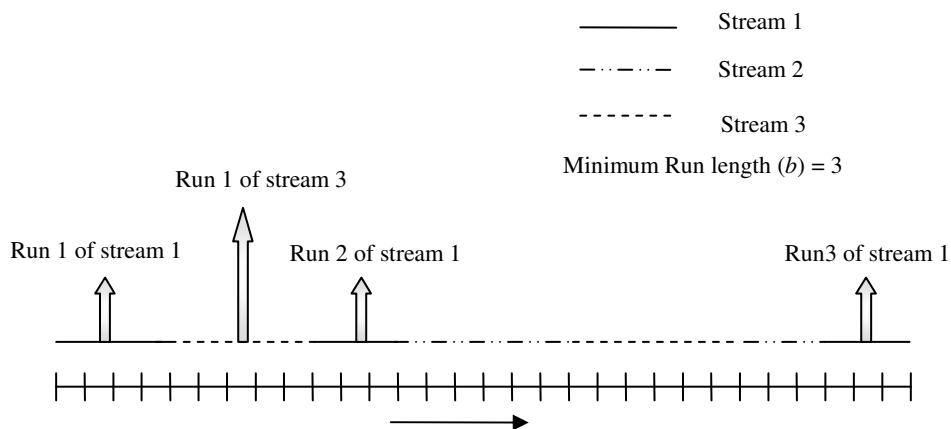 Stream 1
Stream 2
Stream 3
Minimum Run length (b) = 3
Run 1 of stream 3
Run 1 of stream 1
Run 2 of stream 1
Run3 of stream 1